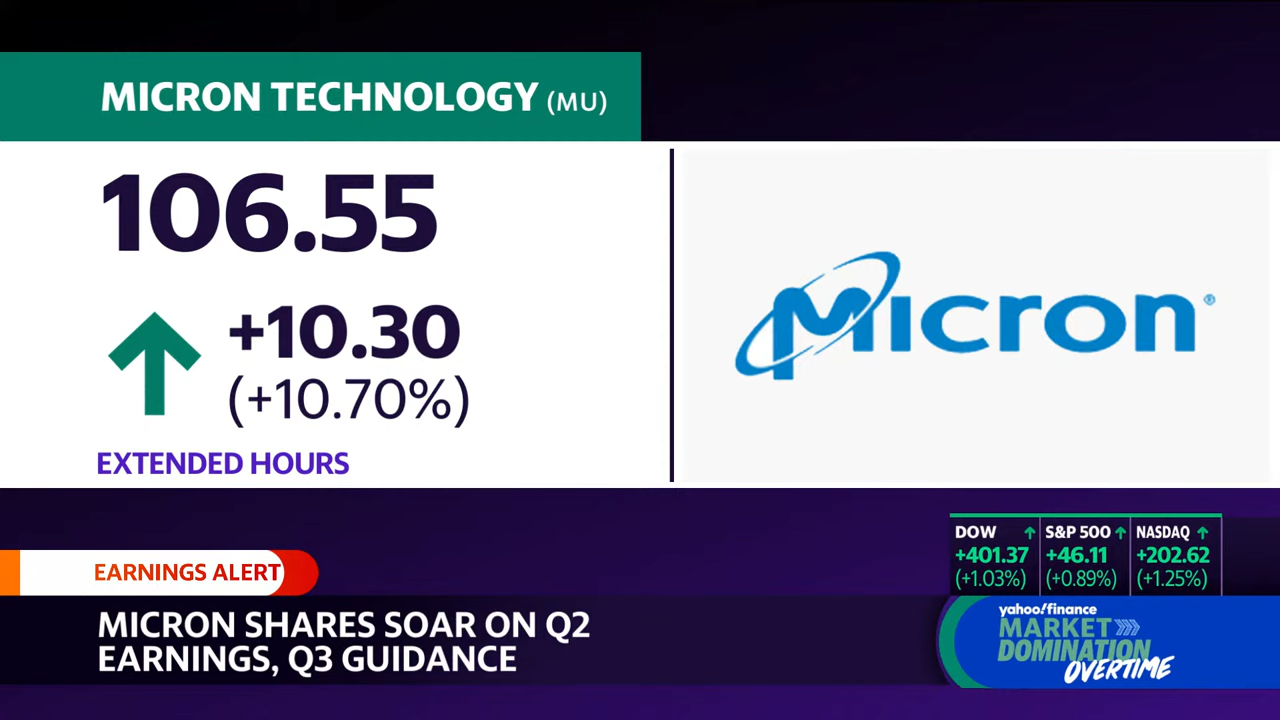 MICRON TECHNOLOGY (MU)
106.55
+10.30
(+10.70%)
EXTENDED HOURS
Micron®
EARNINGS ALERT
MICRON SHARES SOAR ON Q2
EARNINGS, Q3 GUIDANCE
DOW
+401.37
(+1.03%)
S&P 500
+46.11
(+0.89%)
NASDAQ
+202.62
(+1.25%)
yahoo!finance
MARKET
DOMINATION
OVERTIME